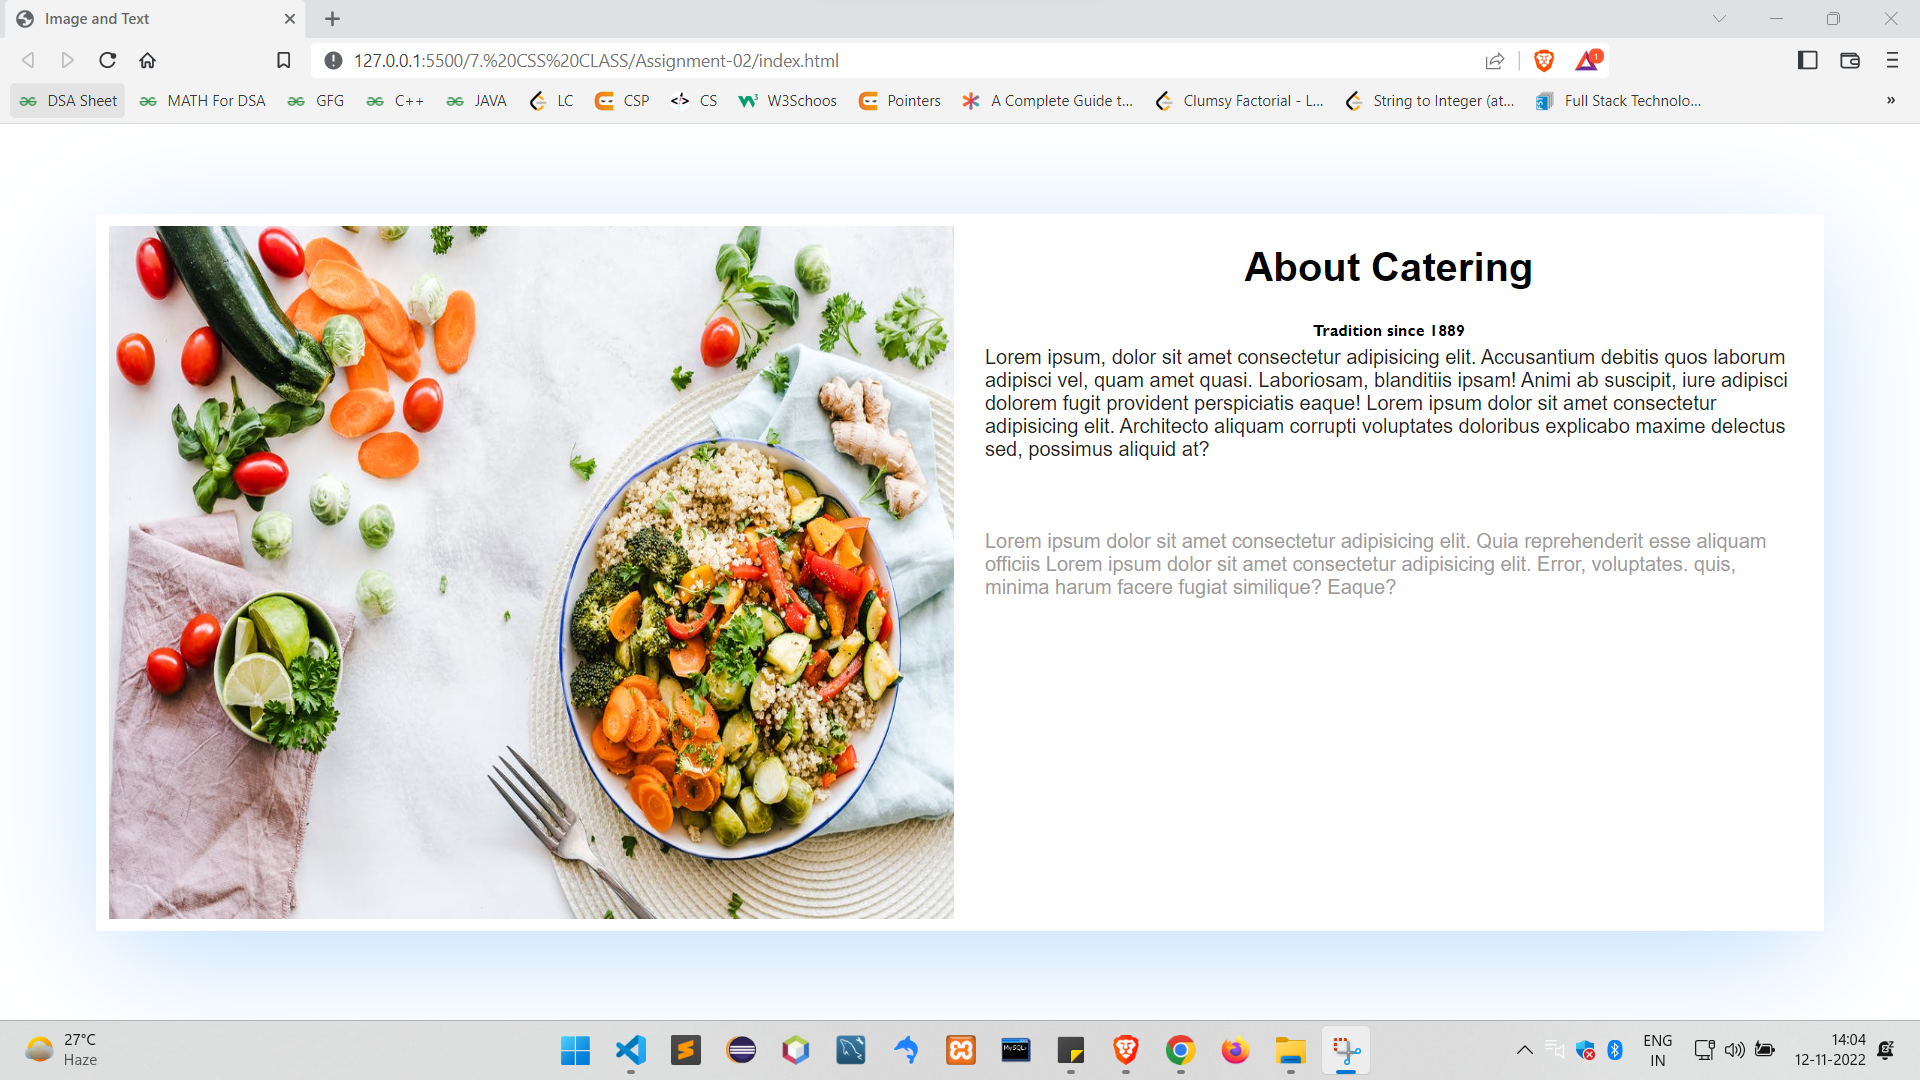 Image and Text
127.0.0.1:5500/7.%20CSS%20CLASS/Assignment-02/index.html
1
DSA Sheet MATH For DSA GFG C++ JAVA LC CSP CS W3Schoos Pointers A Complete Guide t... Clumsy Factorial - L... String to Integer (at... Full Stack Technolo... »
About Catering
Tradition since 1889
Lorem ipsum, dolor sit amet consectetur adipisicing elit. Accusantium debitis quos laborum
adipisci vel, quam amet quasi. Laboriosam, blanditiis ipsam! Animi ab suscipit, iure adipisci
dolorem fugit provident perspiciatis eaque! Lorem ipsum dolor sit amet consectetur
adipisicing elit. Architecto aliquam corrupti voluptates doloribus explicabo maxime delectus
sed, possimus aliquid at?
Lorem ipsum dolor sit amet consectetur adipisicing elit. Quia reprehenderit esse aliquam
officiis Lorem ipsum dolor sit amet consectetur adipisicing elit. Error, voluptates. quis,
minima harum facere fugiat similique? Eaque?
27°C
Haze
MySQL
ENG
IN
14:04
12-11-2022